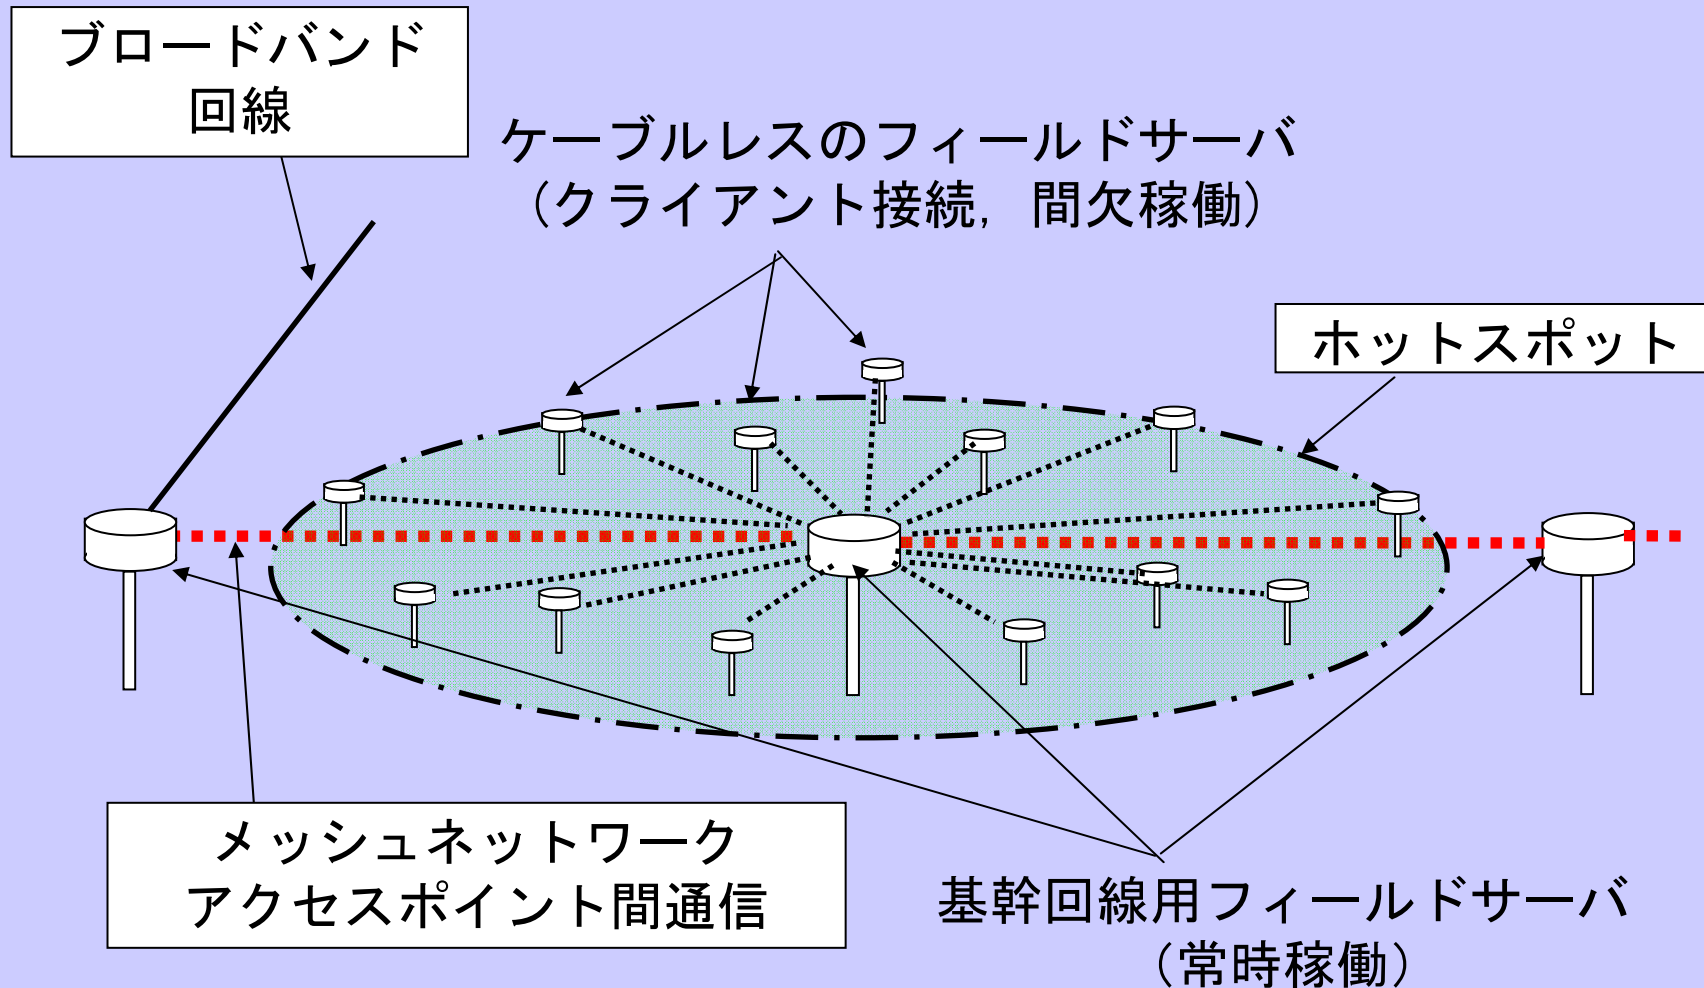 ブロードバンド
回線
ケーブルレスのフィールドサーバ
（クライアント接続，間欠稼働）
ホットスポット
メッシュネットワーク
アクセスポイント間通信
基幹回線用フィールドサーバ
（常時稼働）